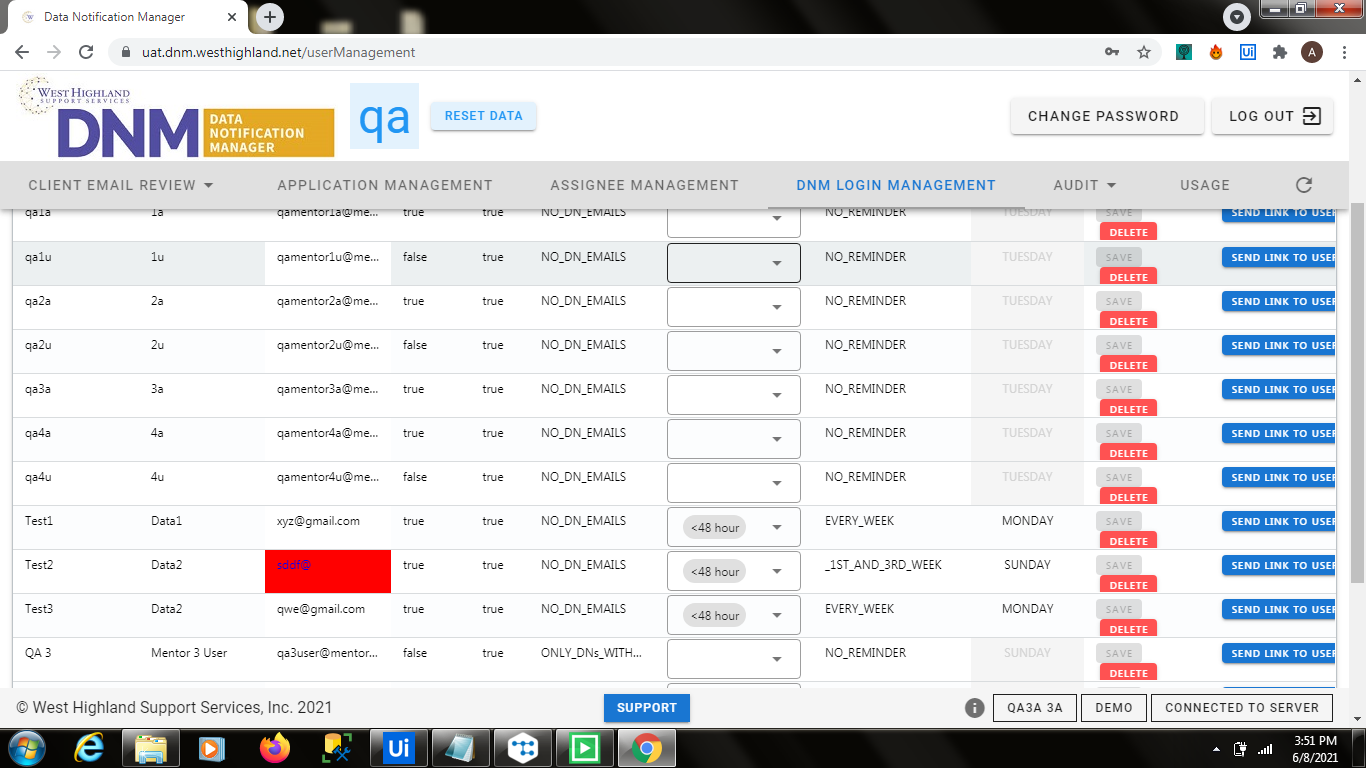 Data Notification Manager
uat.dnm.westhighland.net/userManagement
A
WEST HIGHLAND
SUPPORT SERVICES
DNM DATA NOTIFICATION MANAGER
qa
RESET DATA
CHANGE PASSWORD
LOG OUT
CLIENT EMAIL REVIEW APPLICATION MANAGEMENT ASSIGNEE MANAGEMENT DNM LOGIN MANAGEMENT AUDIT USAGE
qa1a 1a qamentor1a@me... true true NO_DN_EMAILS NO_REMINDER TUESDAY SAVE SEND LINK TO USER
DELETE
qa1u 1u qamentor1u@me... false true NO_DN_EMAILS NO_REMINDER TUESDAY SAVE SEND LINK TO USER
DELETE
qa2a 2a qamentor2a@me... true true NO_DN_EMAILS NO_REMINDER TUESDAY SAVE SEND LINK TO USER
DELETE
qa2u 2u qamentor2u@me... false true NO_DN_EMAILS NO_REMINDER TUESDAY SAVE SEND LINK TO USER
DELETE
qa3a 3a qamentor3a@me... true true NO_DN_EMAILS NO_REMINDER TUESDAY SAVE SEND LINK TO USER
DELETE
qa4a 4a qamentor4a@me... true true NO_DN_EMAILS NO_REMINDER TUESDAY SAVE SEND LINK TO USER
DELETE
qa4u 4u qamentor4u@me... false true NO_DN_EMAILS NO_REMINDER TUESDAY SAVE SEND LINK TO USER
DELETE
Test1 Data1 xyz@gmail.com true true NO_DN_EMAILS <48 hour EVERY_WEEK MONDAY SAVE SEND LINK TO USER
DELETE
Test2 Data2 sddf@ true true NO_DN_EMAILS <48 hour _1ST_AND_3RD_WEEK SUNDAY SAVE SEND LINK TO USER
DELETE
Test3 Data2 qwe@gmail.com true true NO_DN_EMAILS <48 hour EVERY_WEEK MONDAY SAVE SEND LINK TO USER
DELETE
QA 3 Mentor 3 User qa3user@mentor... false true ONLY_DNs_WITH... NO_REMINDER SUNDAY SAVE SEND LINK TO USER
DELETE
© West Highland Support Services, Inc. 2021 SUPPORT QA3A 3A DEMO CONNECTED TO SERVER
Ui
3:51 PM
6/8/2021